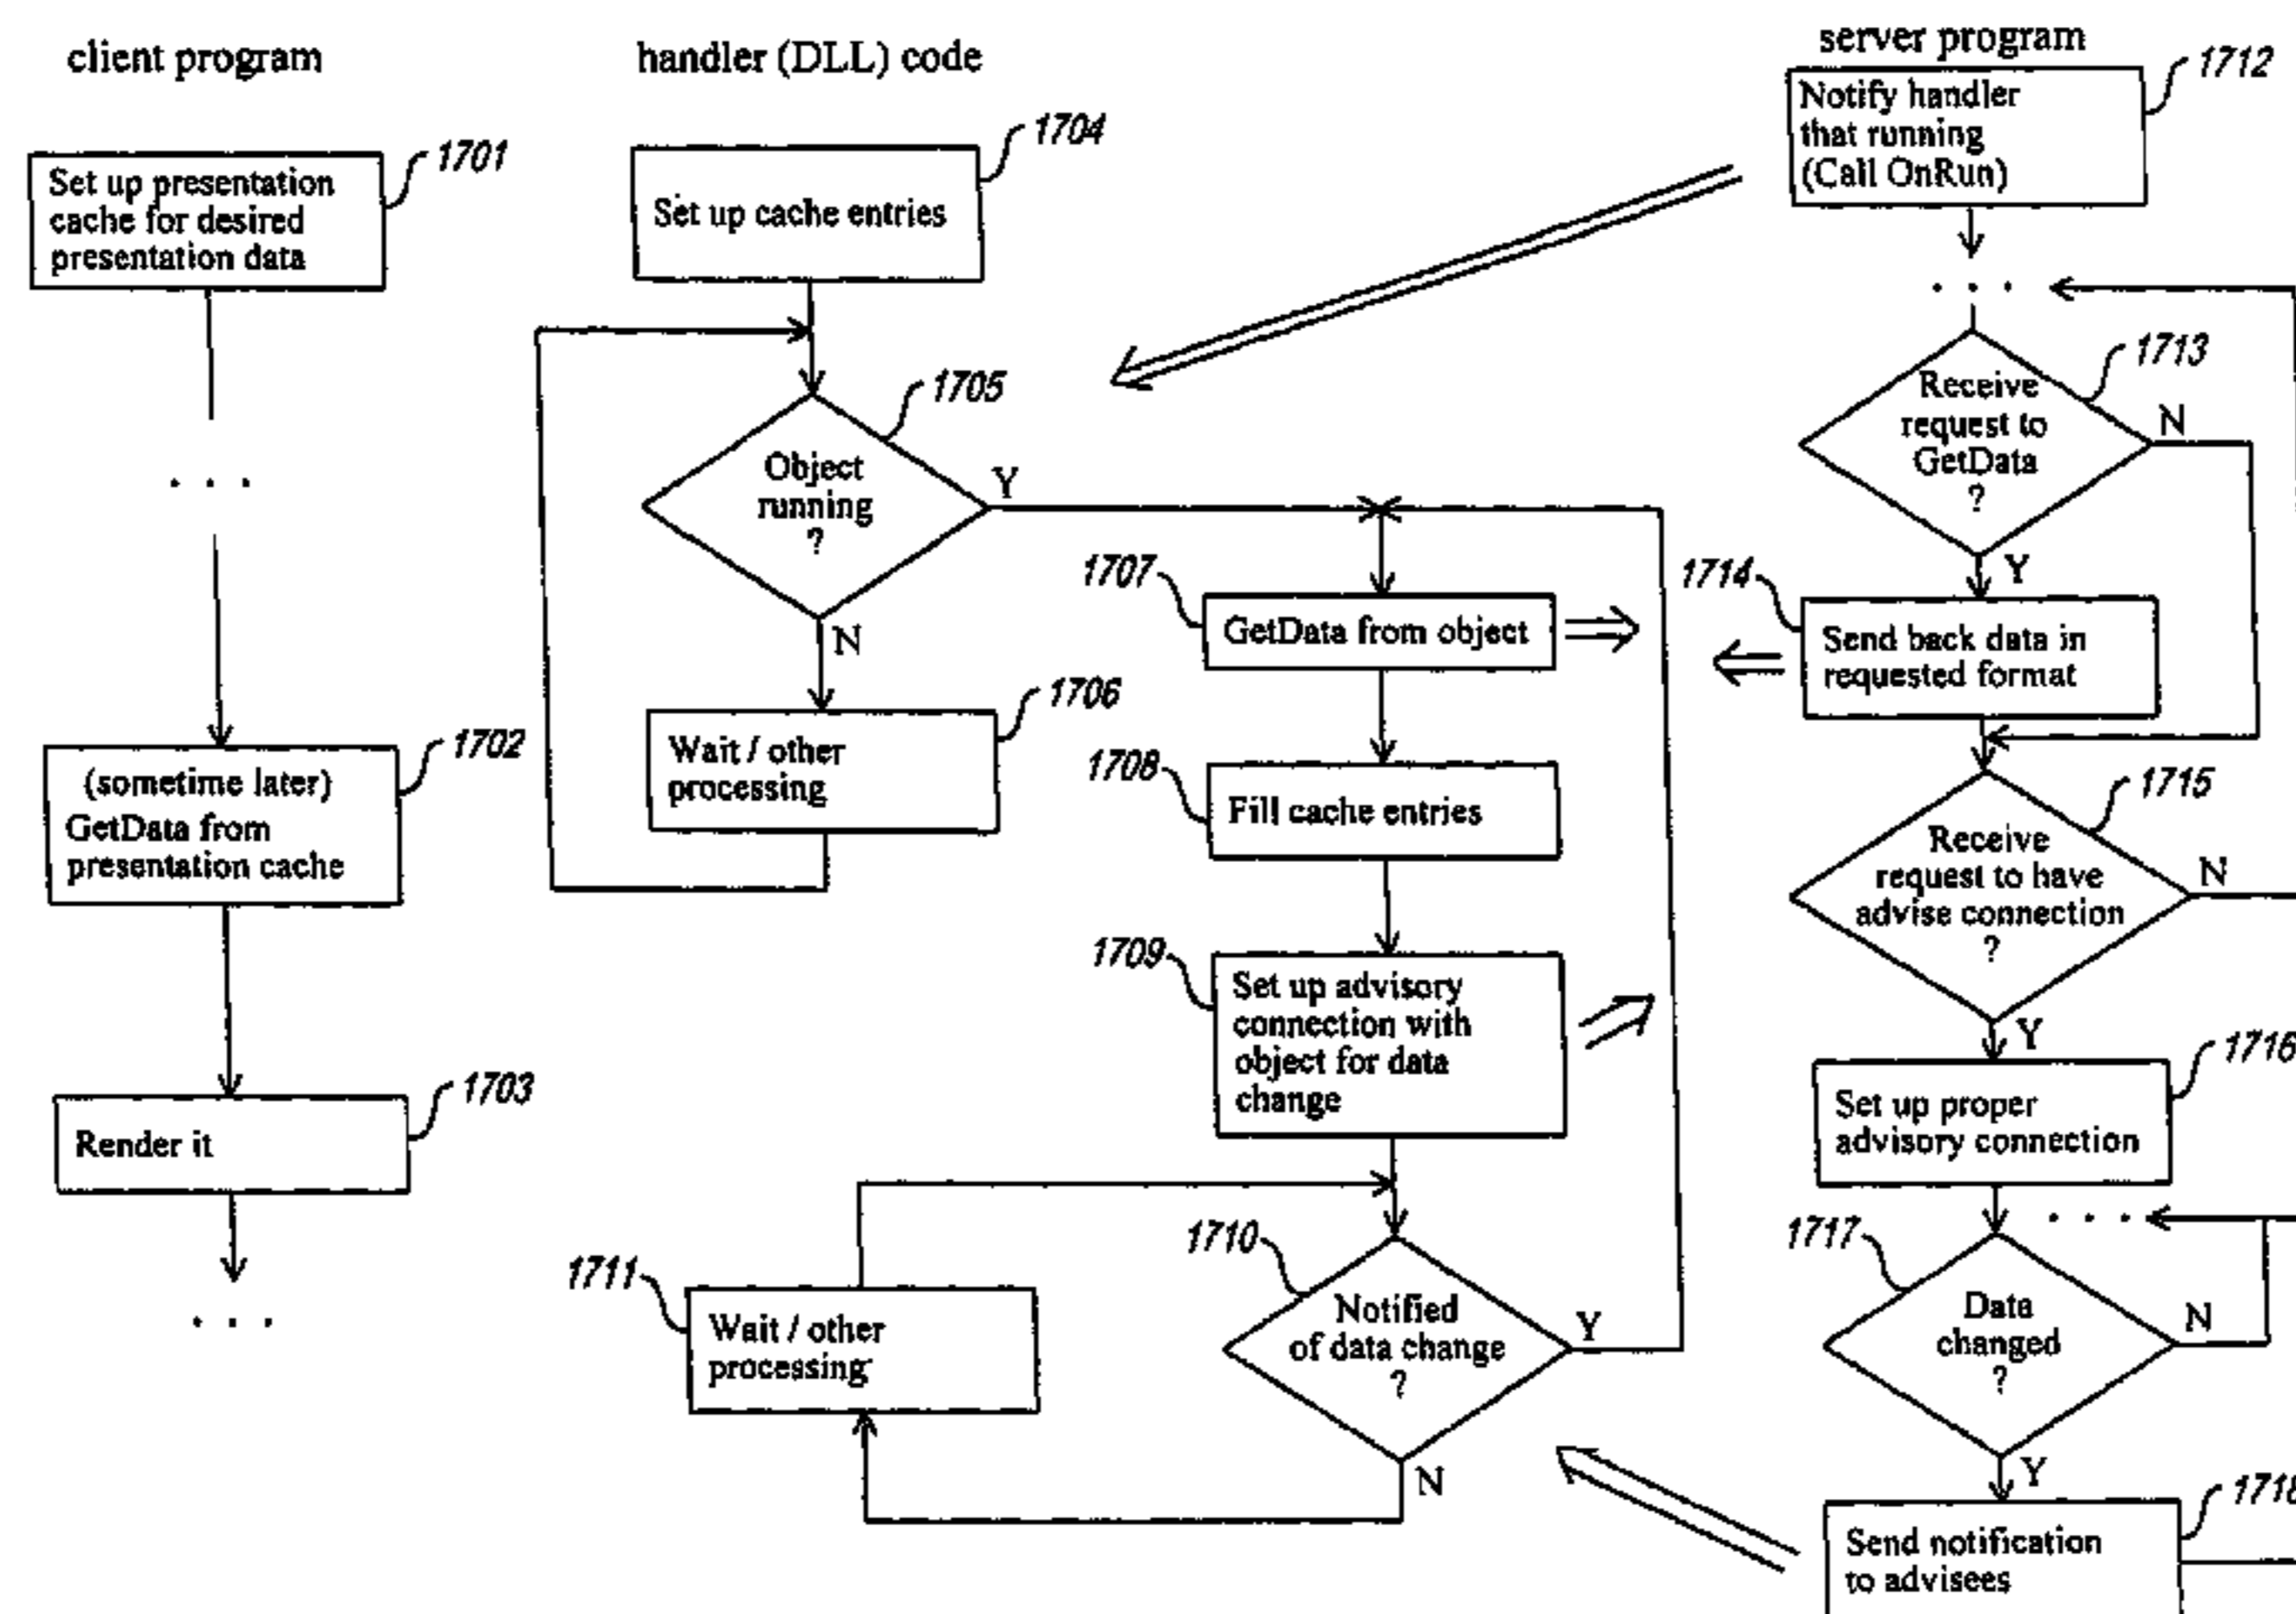 client program
1701
Set up presentation
cache for desired
presentation data
. . .
1702
(sometime later)
GetData from
presentation cache
1703
Render it
. . .
handler (DLL) code
1704
Set up cache entries
1705
Object
running
?
Y
N
1706
Wait / other
processing
1707
GetData from object
1708
Fill cache entries
1709
Set up advisory
connection with
object for data
change
1710
Notified
of data change
?
Y
N
1711
Wait / other
processing
server program
1712
Notify handler
that running
(Call OnRun)
. . .
1713
Receive
request to
GetData
?
N
Y
1714
Send back data in
requested format
1715
Receive
request to have
advise connection
?
N
Y
1716
Set up proper
advisory connection
. . .
1717
Data
changed
?
N
Y
1718
Send notification
to advisees